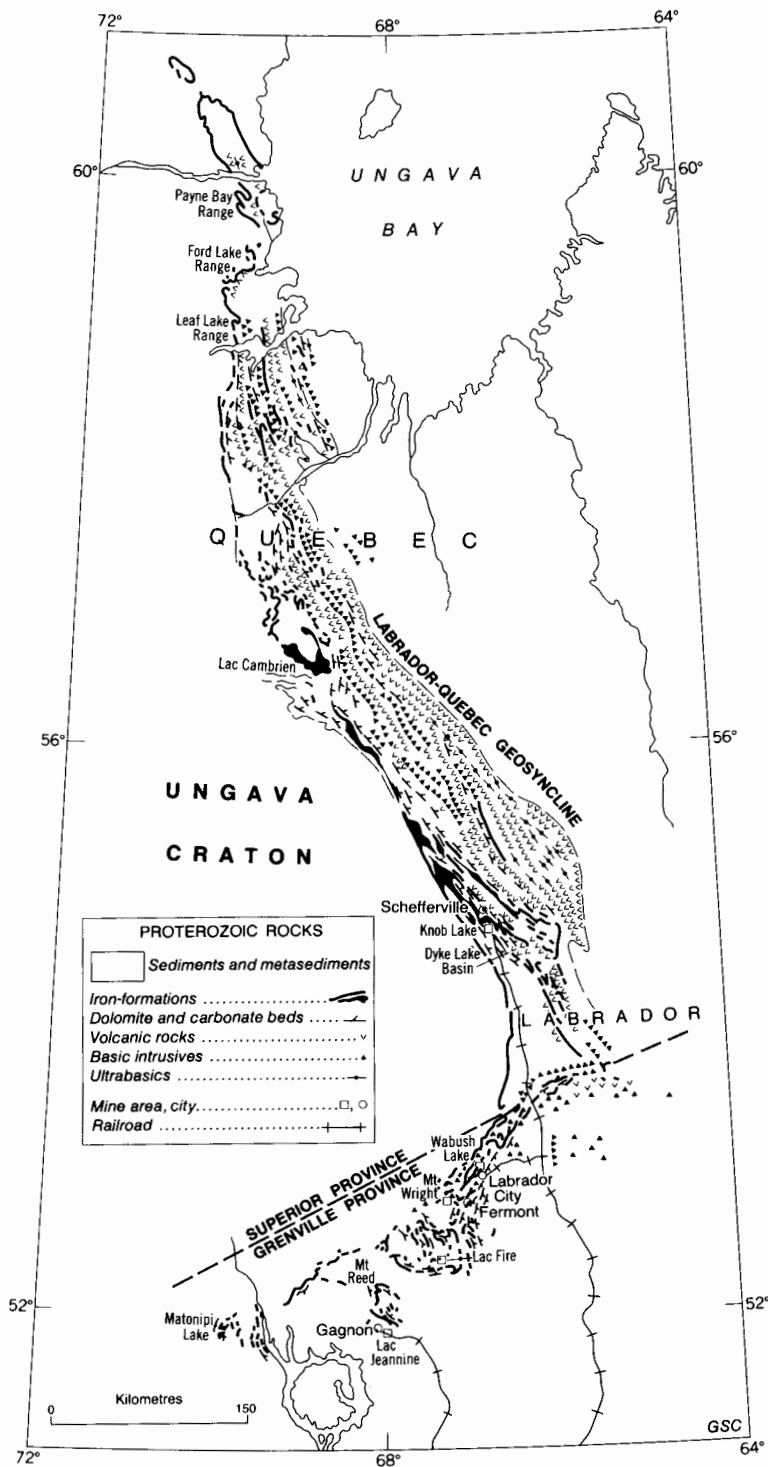 72°
68°
64°
60°
60°
UNGAVA
BAY
Payne Bay
Range
Ford Lake
Range
Leaf Lake
Range
QUEBEC
LABRADOR-QUEBEC GEOSYNCLINE
Lac Cambrien
56°
56°
UNGAVA
CRATON
Schefferville
Knob Lake
Dyke Lake
Basin
LABRADOR
PROTEROZOIC ROCKS
Sediments and metasediments
Iron-formations
Dolomite and carbonate beds
Volcanic rocks
Basic intrusives
Ultrabasics
Mine area, city
Railroad
SUPERIOR PROVINCE
GRENVILLE PROVINCE
Wabush
Lake
Mt
Wright
Labrador
City
Fermont
Lac Fire
Mt
Reed
52°
52°
Matonipi
Lake
Gagnon
Lac
Jeannine
Kilometres
0 150
GSC
72°
68°
64°